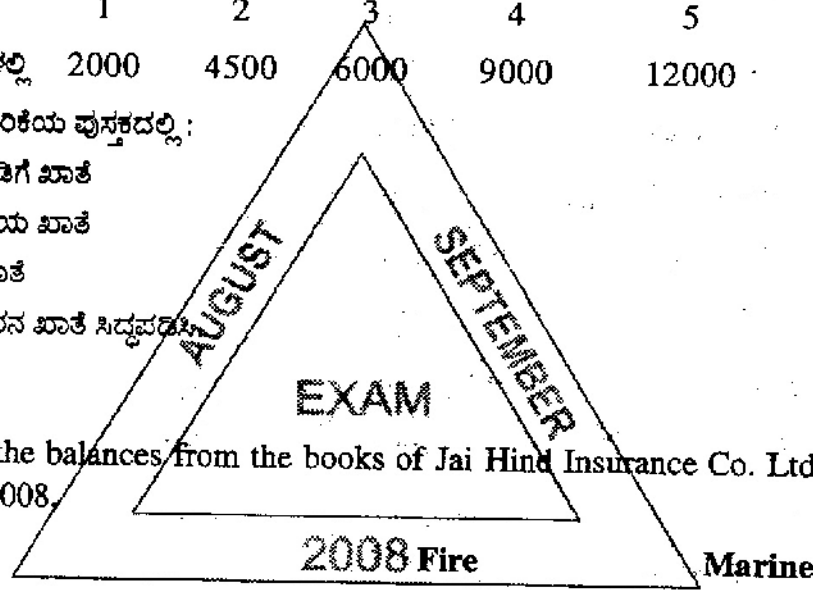 1 2 3 4 5
2000 4500 6000 9000 12000
ಪುಸ್ತಕದಲ್ಲಿ :
ಖಾತೆ
ಖಾತೆ
ಖಾತೆ ಸಿದ್ಧಪಡಿಸಿ.
AUGUST
SEPTEMBER
EXAM
the balances from the books of Jai Hind Insurance Co. Ltd
2008 Fire Marine